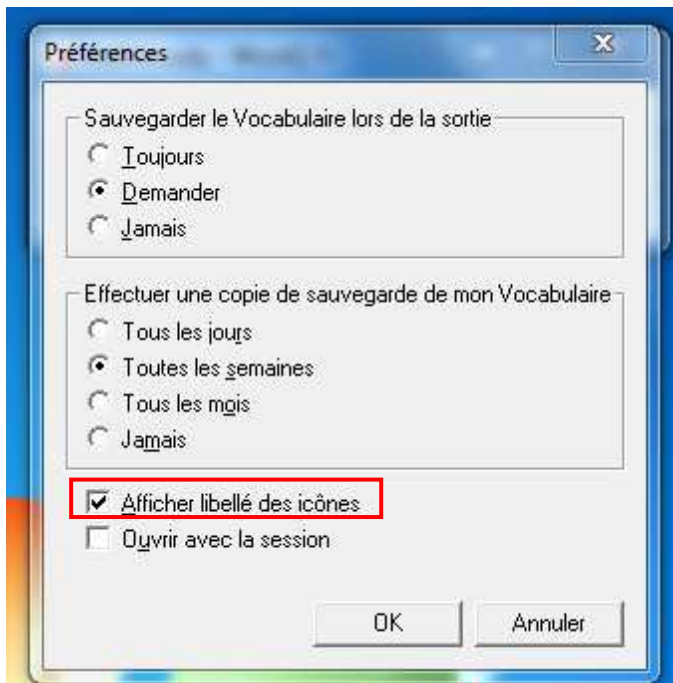 Préférences
Sauvegarder le Vocabulaire lors de la sortie
Toujours
Demander
Jamais
Effectuer une copie de sauvegarde de mon Vocabulaire
Tous les jours
Toutes les semaines
Tous les mois
Jamais
Afficher libellé des icônes
Ouvrir avec la session
OK Annuler